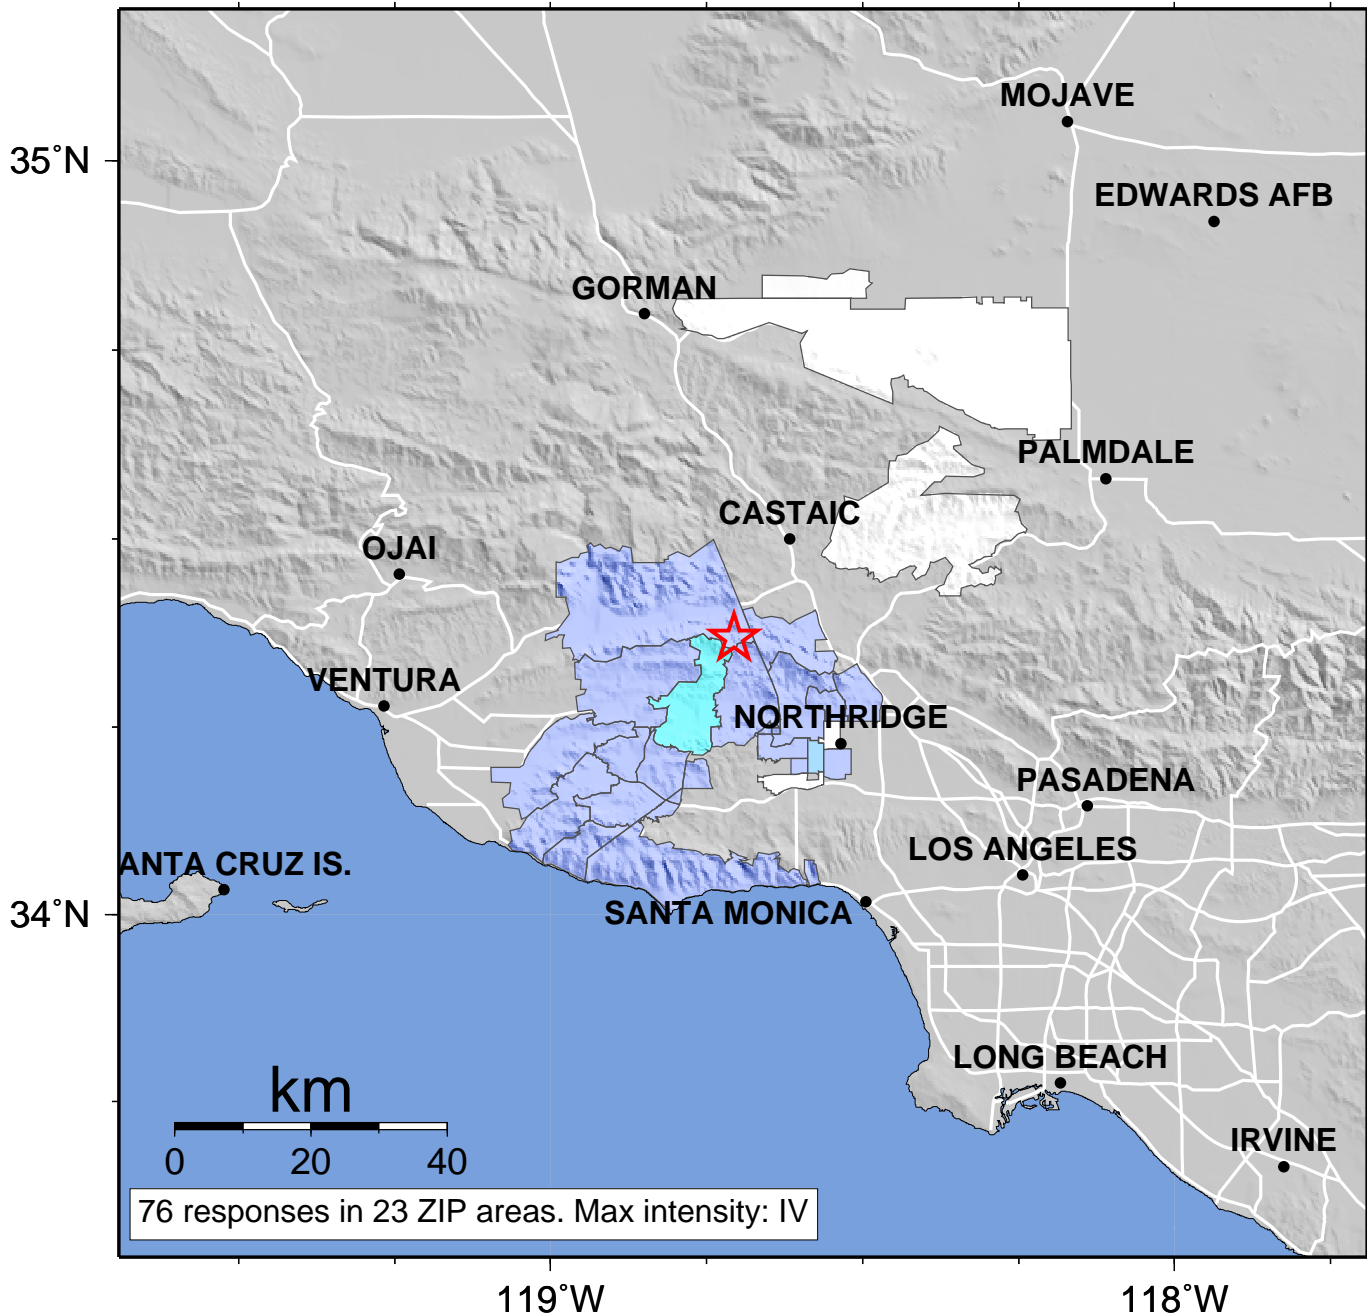 MOJAVE
35°N
EDWARDS AFB
GORMAN
PALMDALE
CASTAIC
OJAI
VENTURA
NORTHRIDGE
PASADENA
LOS ANGELES
ANTA CRUZ IS.
34°N
SANTA MONICA
LONG BEACH
km
IRVINE
0 20 40
76 responses in 23 ZIP areas. Max intensity: IV
119°W 118°W